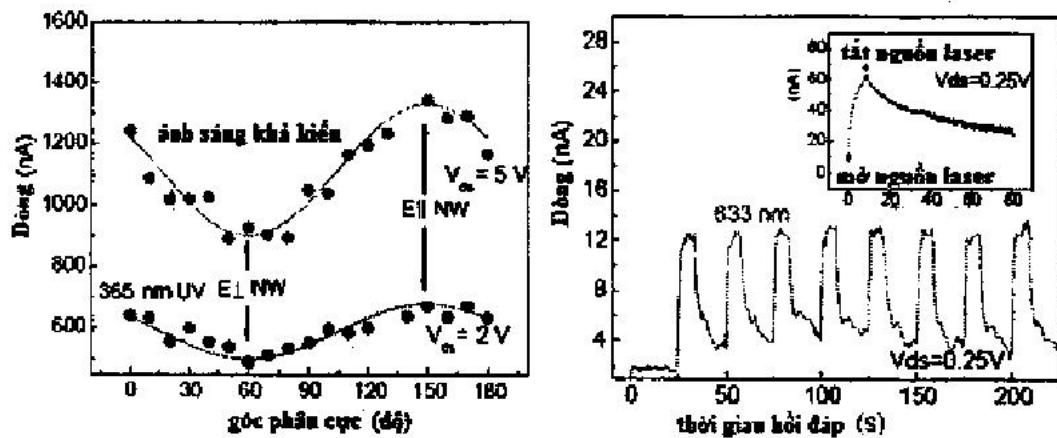 1600
1400
1200
1000
800
600
Dòng (nA)
ánh sáng khả kiến
V = 5 V
E NW
365 nm UV
E⊥ NW
V = 2 V
0 30 60 90 120 150 180
góc phân cực (độ)
28
24
20
16
12
8
4
Dòng (nA)
633 nm
Vds=0.25V
0 50 100 150 200
thời gian hồi đáp (S)
80
60
40
20
0
(nA)
tắt nguồn laser
Vds=0.25V
mở nguồn laser
0 20 40 60 80